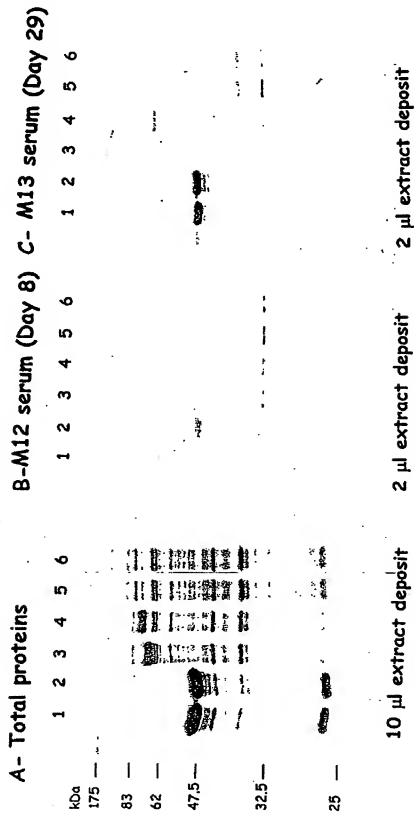 A- Total proteins
B-M12 serum (Day 8)
C- M13 serum (Day 29)
1 2 3 4 5 6
1 2 3 4 5 6
1 2 3 4 5 6
kDa
175
83
62
47.5
32.5
25
10 µl extract deposit
2 µl extract deposit
2 µl extract deposit